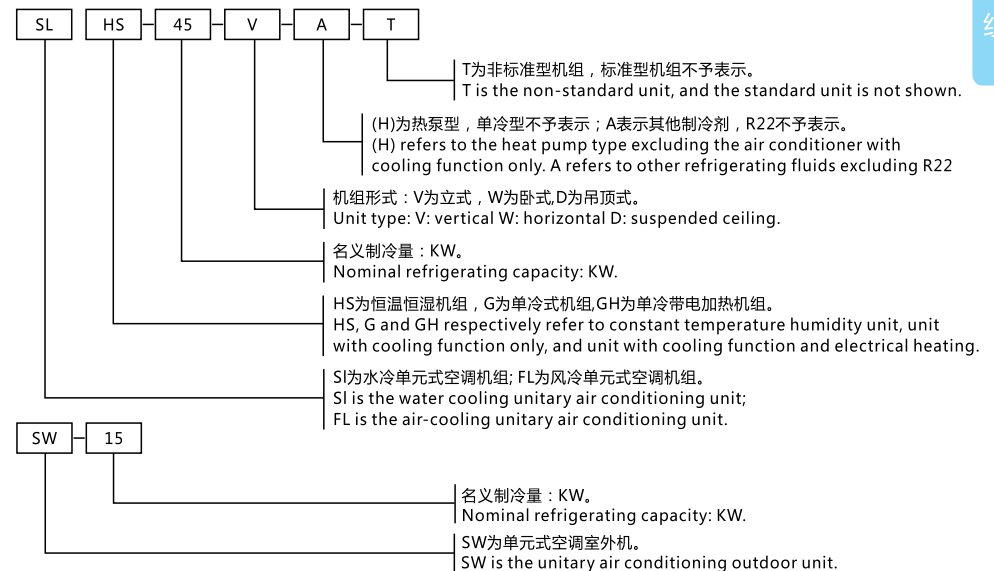 SL HS 45 V A T
T为非标准型机组，标准型机组不予表示。
T is the non-standard unit, and the standard unit is not shown.
(H)为热泵型，单冷型不予表示；A表示其他制冷剂，R22不予表示。
(H) refers to the heat pump type excluding the air conditioner with
cooling function only. A refers to other refrigerating fluids excluding R22
机组形式：V为立式，W为卧式,D为吊顶式。
Unit type: V: vertical W: horizontal D: suspended ceiling.
名义制冷量：KW。
Nominal refrigerating capacity: KW.
HS为恒温恒湿机组，G为单冷式机组,GH为单冷带电加热机组。
HS, G and GH respectively refer to constant temperature humidity unit, unit
with cooling function only, and unit with cooling function and electrical heating.
Sl为水冷单元式空调机组; FL为风冷单元式空调机组。
Sl is the water cooling unitary air conditioning unit;
FL is the air-cooling unitary air conditioning unit.
SW 15
名义制冷量：KW。
Nominal refrigerating capacity: KW.
SW为单元式空调室外机。
SW is the unitary air conditioning outdoor unit.